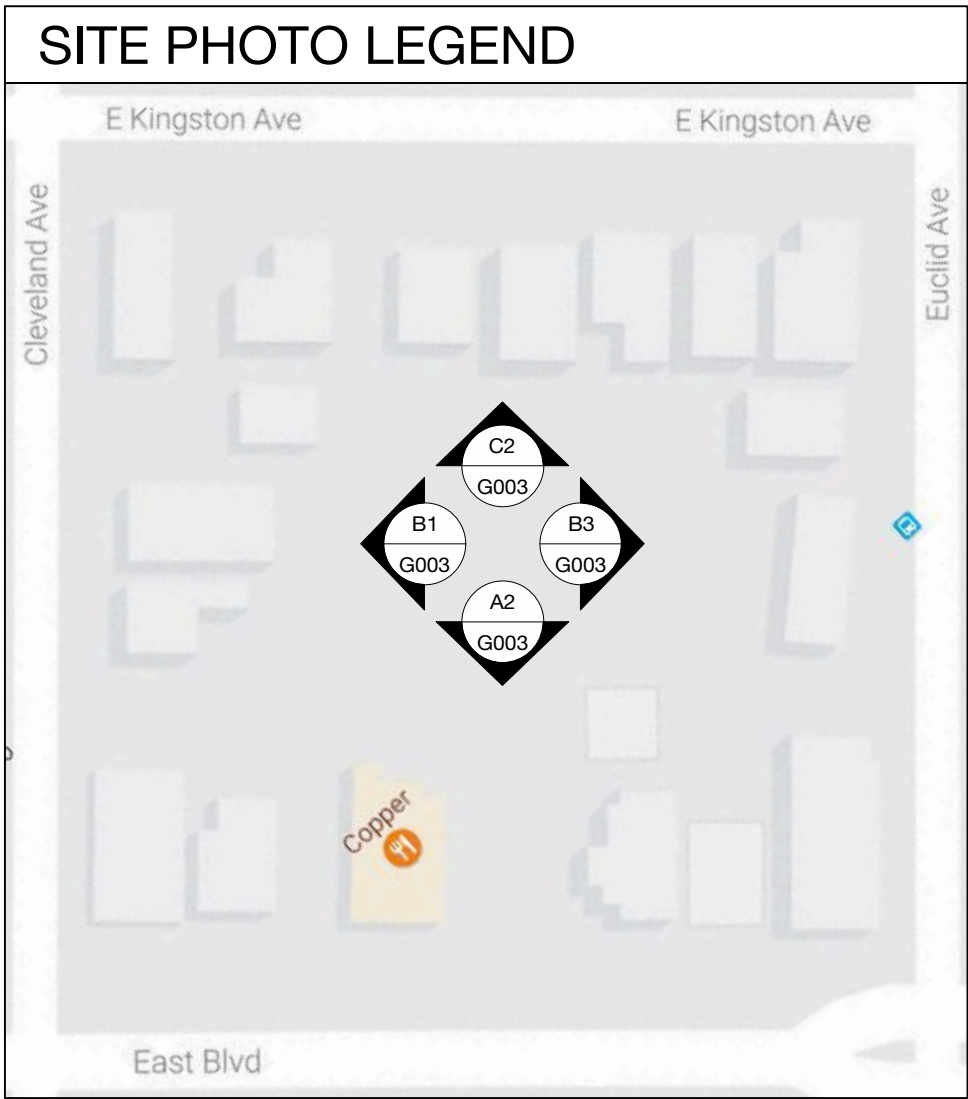 SITE PHOTO LEGEND
E Kingston Ave
E Kingston Ave
Cleveland Ave
Euclid Ave
C2
G003
B1
G003
B3
G003
A2
G003
Copper
East Blvd